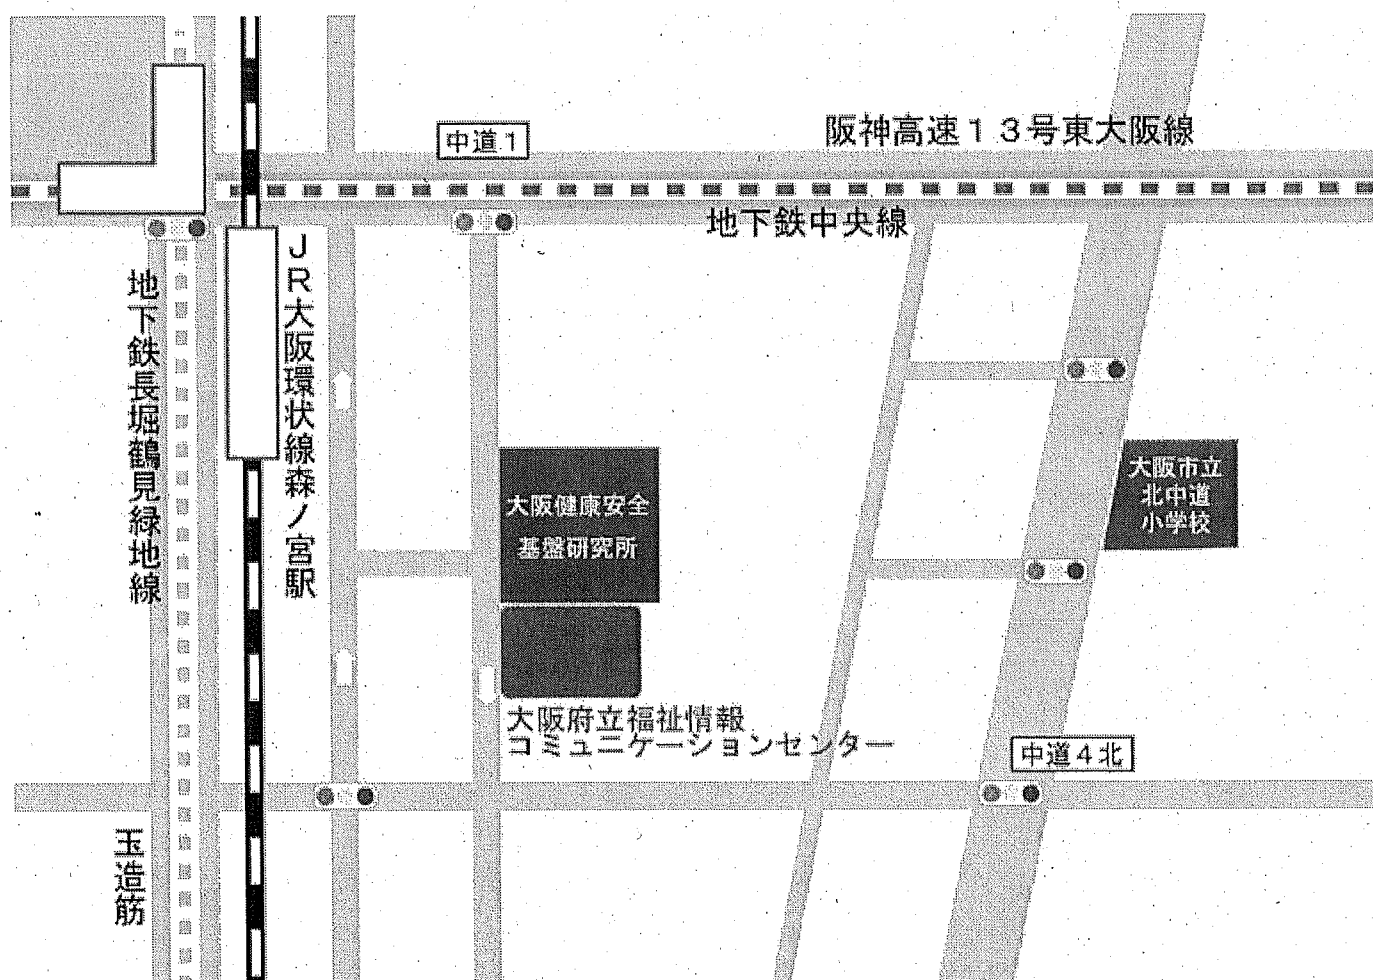 中道1
阪神高速１３号東大阪線
地下鉄中央線
地下鉄長堀鶴見緑地線
JR大阪環状線森ノ宮駅
大阪健康安全
基盤研究所
大阪市立
北中道
小学校
大阪府立福祉情報
コミュニケーションセンター
中道４北
玉造筋